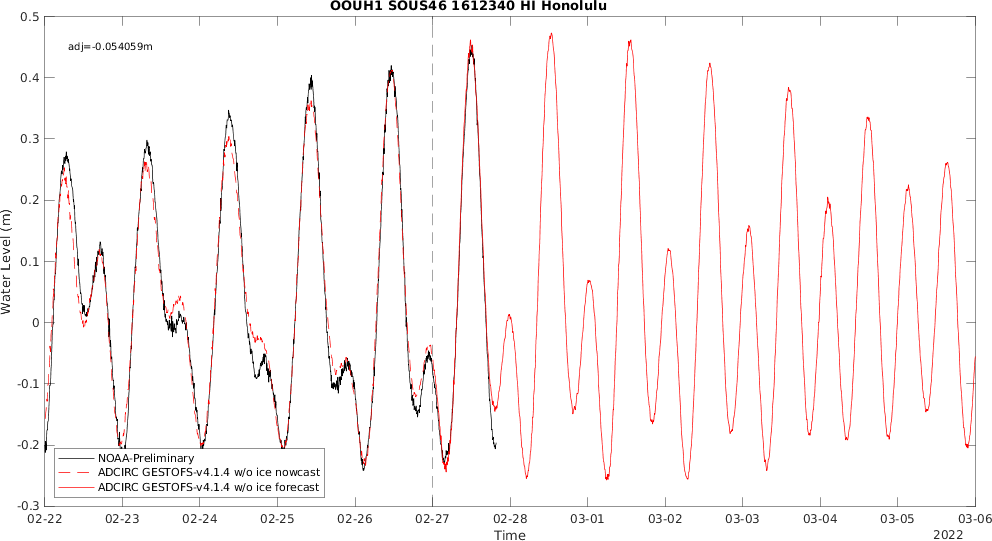 OOUH1 SOUS46 1612340 HI Honolulu
adj=-0.054059m
0.5
0.4
0.3
0.2
0.1
0
-0.1
-0.2
-0.3
Water Level (m)
NOAA-Preliminary
ADCIRC GESTOFS-v4.1.4 w/o ice nowcast
ADCIRC GESTOFS-v4.1.4 w/o ice forecast
02-22 02-23 02-24 02-25 02-26 02-27 02-28 03-01 03-02 03-03 03-04 03-05 03-06
Time
2022